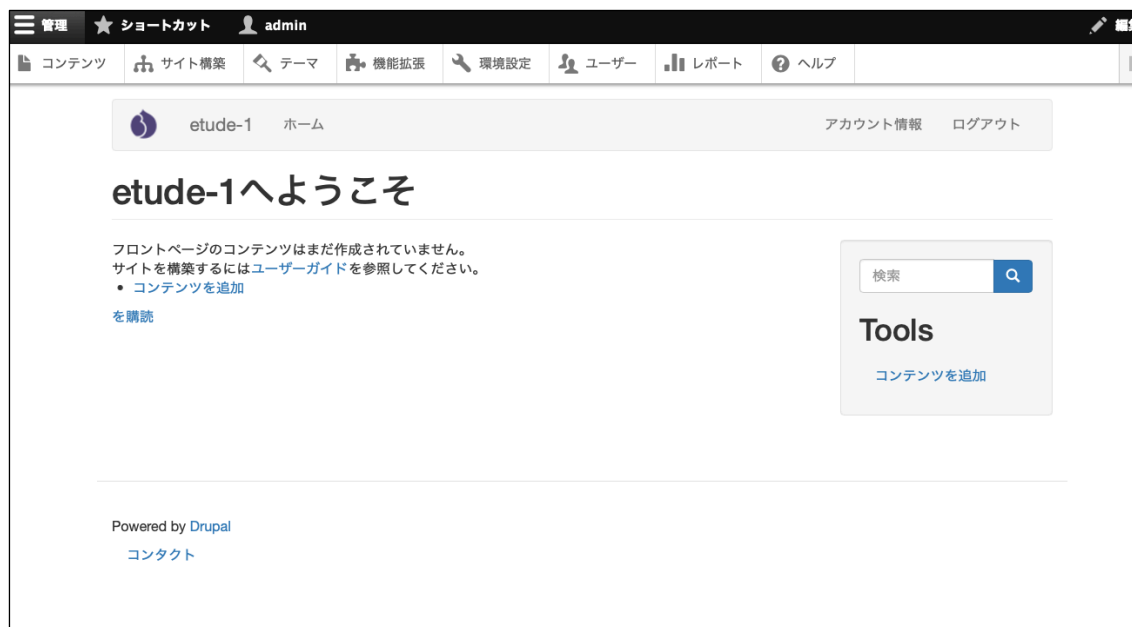 管理 ショートカット admin
コンテンツ サイト構築 テーマ 機能拡張 環境設定 ユーザー レポート ヘルプ
etude-1 ホーム アカウント情報 ログアウト
etude-1へようこそ
フロントページのコンテンツはまだ作成されていません。
サイトを構築するにはユーザーガイドを参照してください。
コンテンツを追加
を購読
検索
Tools
コンテンツを追加
Powered by Drupal
コンタクト